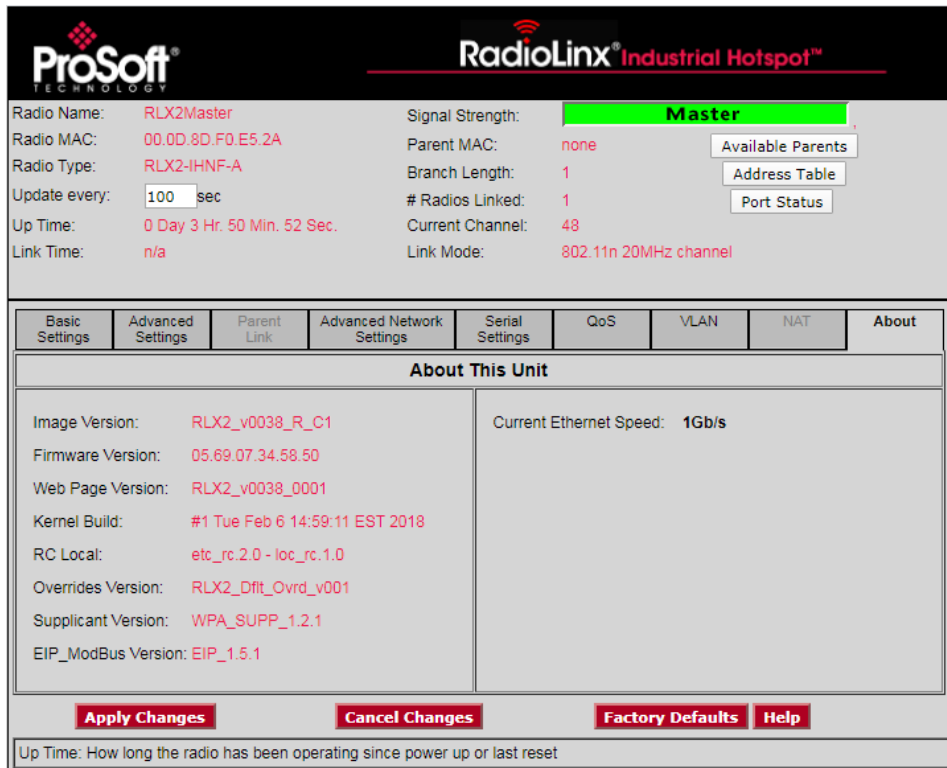 ProSoft®
TECHNOLOGY
RadioLinx® Industrial Hotspot™
Radio Name: RLX2Master
Radio MAC: 00.0D.8D.F0.E5.2A
Radio Type: RLX2-IHNF-A
Update every: 100 sec
Up Time: 0 Day 3 Hr. 50 Min. 52 Sec.
Link Time: n/a
Signal Strength: Master ,
Parent MAC: none Available Parents
Branch Length: 1 Address Table
# Radios Linked: 1 Port Status
Current Channel: 48
Link Mode: 802.11n 20MHz channel
Basic Settings
Advanced Settings
Parent Link
Advanced Network Settings
Serial Settings
QoS
VLAN
NAT
About
About This Unit
Image Version: RLX2_v0038_R_C1
Firmware Version: 05.69.07.34.58.50
Web Page Version: RLX2_v0038_0001
Kernel Build: #1 Tue Feb 6 14:59:11 EST 2018
RC Local: etc_rc.2.0 - loc_rc.1.0
Overrides Version: RLX2_Dflt_Ovrd_v001
Supplicant Version: WPA_SUPP_1.2.1
EIP_ModBus Version: EIP_1.5.1
Current Ethernet Speed: 1Gb/s
Apply Changes Cancel Changes Factory Defaults Help
Up Time: How long the radio has been operating since power up or last reset